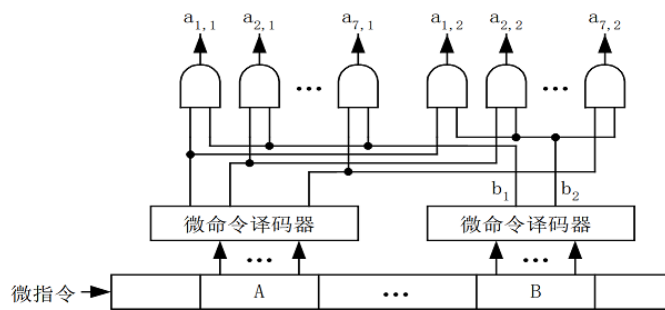 a1,1 a2,1 a7,1 a1,2 a2,2 a7,2
... ...
b1 b2
微命令译码器 微命令译码器
... ...
微指令 A ... B